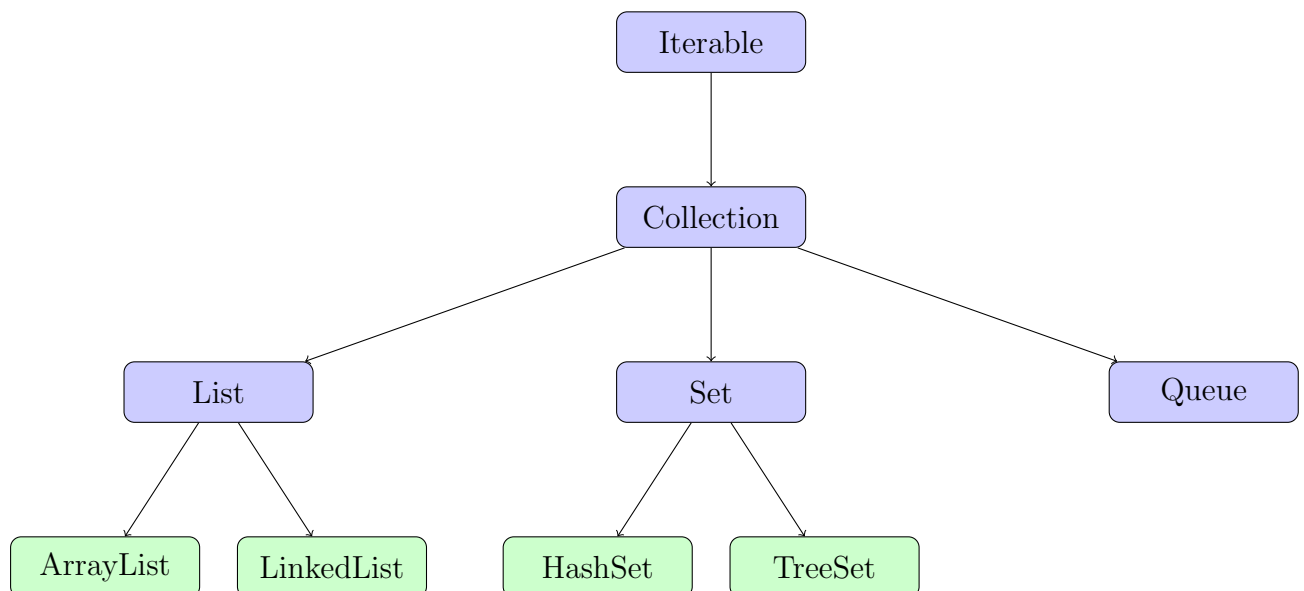 Iterable
Collection
List
Set
Queue
ArrayList
LinkedList
HashSet
TreeSet